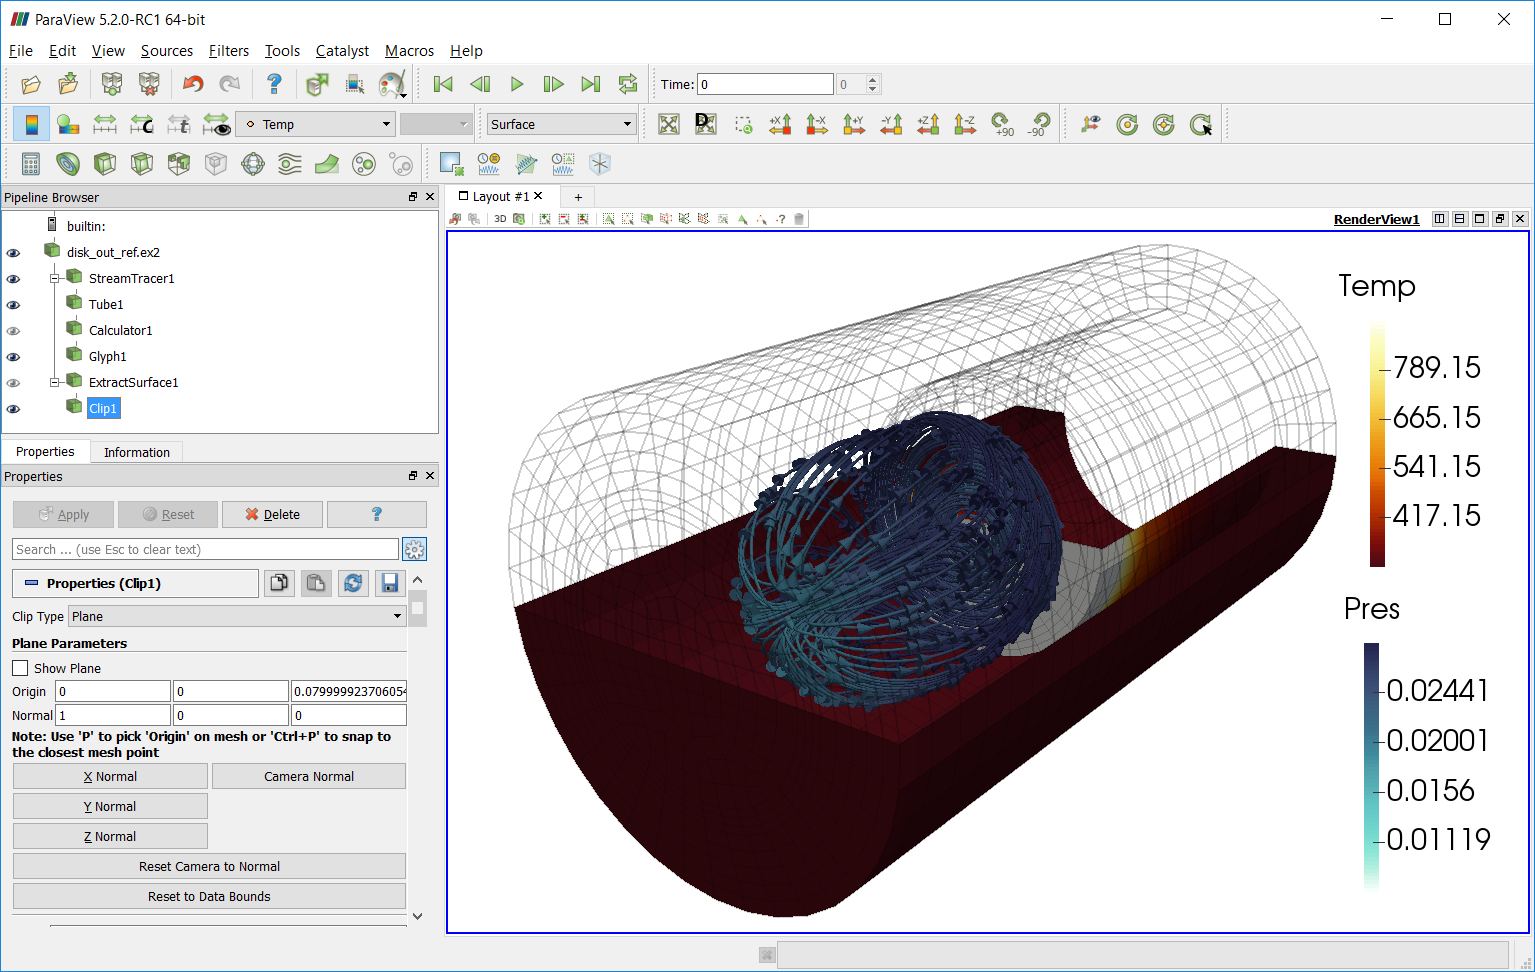 ParaView 5.2.0-RC1 64-bit
File Edit View Sources Filters Tools Catalyst Macros Help
Time: 0 0
Temp Surface +X -X +Y -Y +Z -Z +90 -90
Pipeline Browser
builtin:
disk_out_ref.ex2
StreamTracer1
Tube1
Calculator1
Glyph1
ExtractSurface1
Clip1
Properties Information
Properties
Apply Reset Delete ?
Search ... (use Esc to clear text)
Properties (Clip1)
Clip Type Plane
Plane Parameters
Show Plane
Origin 0 0 0.079999923706054
Normal 1 0 0
Note: Use 'P' to pick 'Origin' on mesh or 'Ctrl+P' to snap to
the closest mesh point
X Normal Camera Normal
Y Normal
Z Normal
Reset Camera to Normal
Reset to Data Bounds
Layout #1 +
3D RenderView1
Temp
789.15
665.15
541.15
417.15
Pres
0.02441
0.02001
0.0156
0.01119